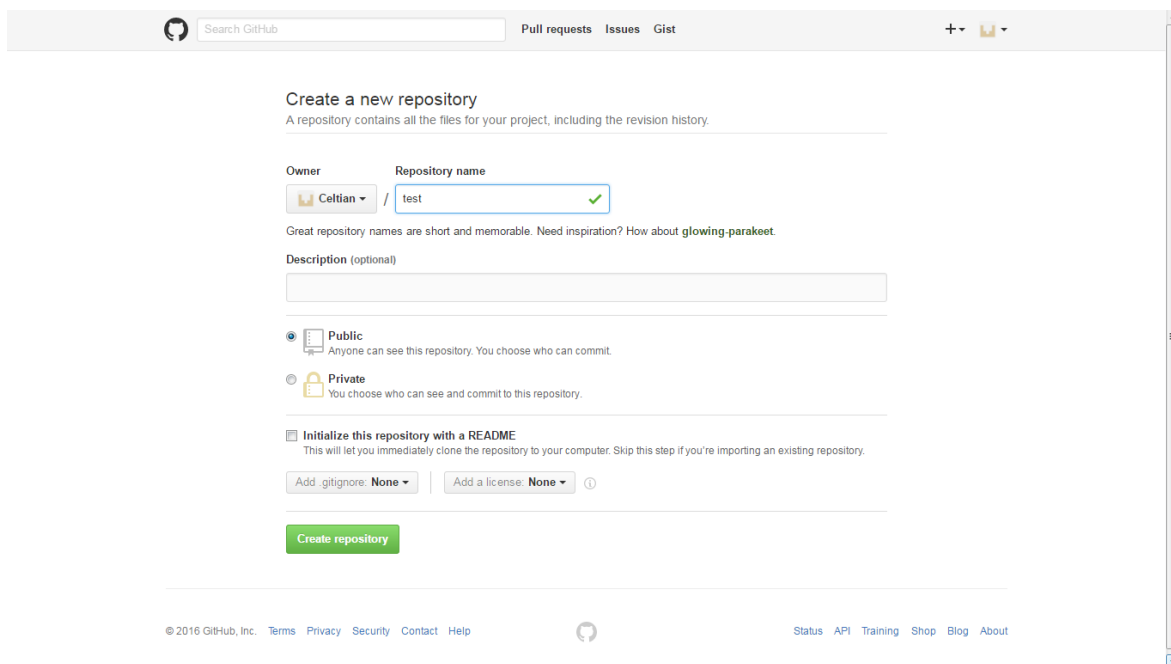 Search GitHub Pull requests Issues Gist
Create a new repository
A repository contains all the files for your project, including the revision history.
Owner Repository name
Celtian / test
Great repository names are short and memorable. Need inspiration? How about glowing-parakeet.
Description (optional)
Public
Anyone can see this repository. You choose who can commit.
Private
You choose who can see and commit to this repository.
Initialize this repository with a README
This will let you immediately clone the repository to your computer. Skip this step if you're importing an existing repository.
Add .gitignore: None Add a license: None
Create repository
© 2016 GitHub, Inc. Terms Privacy Security Contact Help Status API Training Shop Blog About